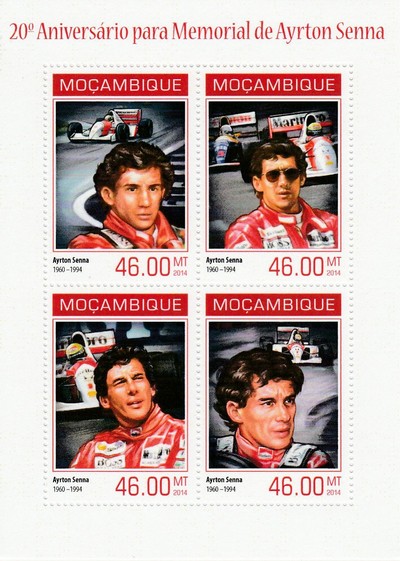 20º Aniversário para Memorial de Ayrton Senna
MOÇAMBIQUE
Ayrton Senna
1960 –1994
46.00 MT
2014
MOÇAMBIQUE
Marlboro
Ayrton Senna
1960 –1994
46.00 MT
2014
MOÇAMBIQUE
Ayrton Senna
1960 –1994
46.00 MT
2014
MOÇAMBIQUE
Ayrton Senna
1960 –1994
46.00 MT
2014